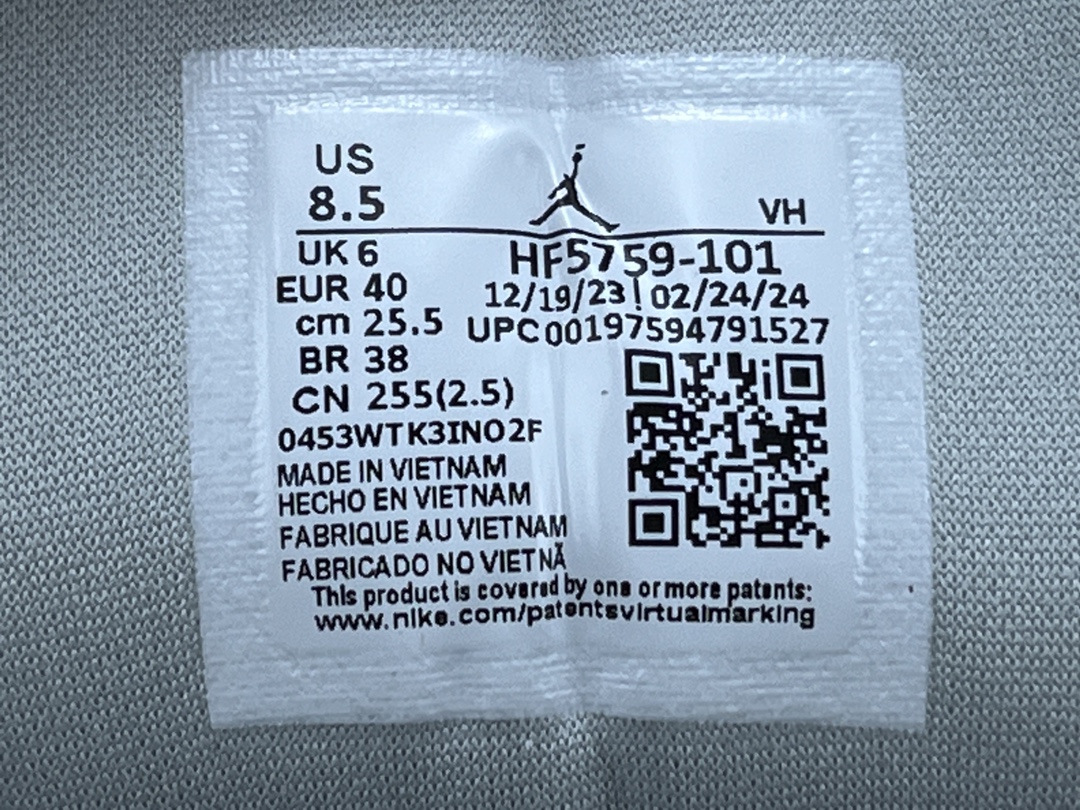 US
8.5
VH
UK 6
HF5759-101
EUR 40
12/19/23 | 02/24/24
cm 25.5
UPC00197594791527
BR 38
CN 255(2.5)
0453WTK3INO2F
MADE IN VIETNAM
HECHO EN VIETNAM
FABRIQUE AU VIETNAM
FABRICADO NO VIETNÃ
This product is covered by one or more patents:
www.nike.com/patentsvirtualmarking